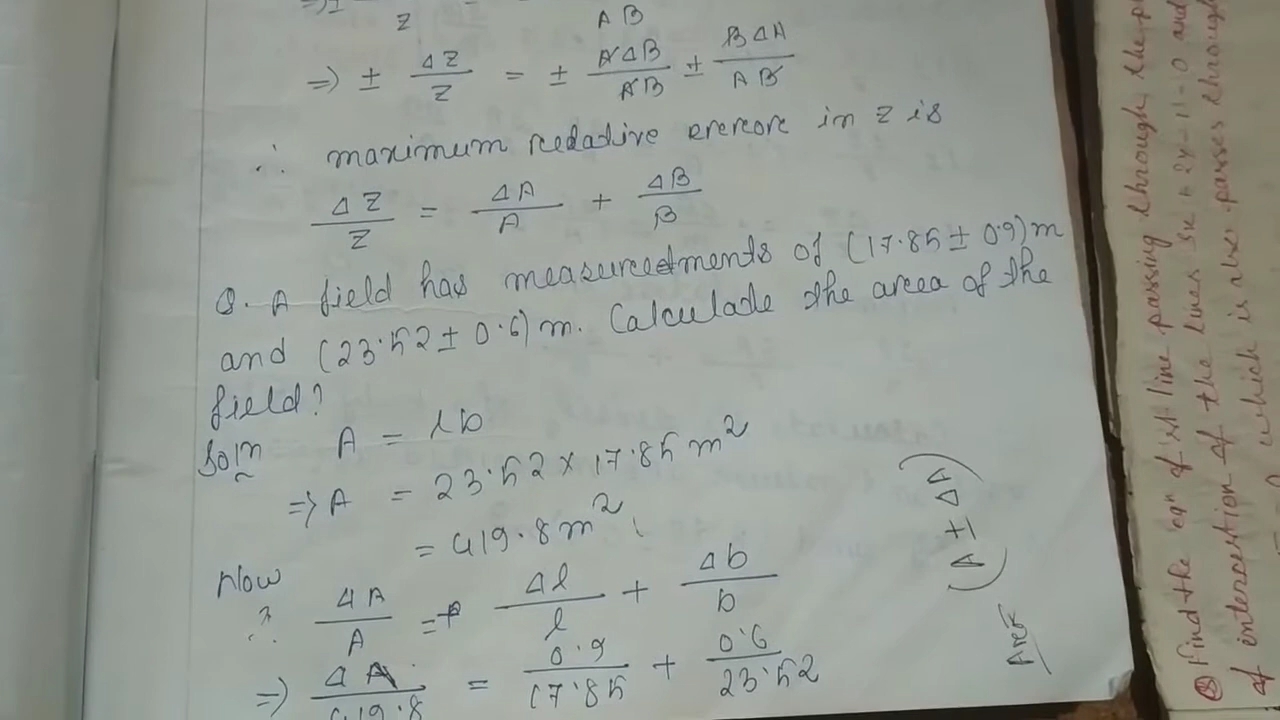 ⇒ ±
Z
A B
⇒ ± ΔZ/Z = ± AΔB/AB ± BΔA/AB
∴ maximum relative error in Z is
ΔZ/Z = ΔA/A + ΔB/B
Q. A field has measurements of (17.85 ± 0.9)m
and (23.52 ± 0.6) m. Calculate the area of the
field?
Soln A = lb
⇒ A = 23.52 × 17.85 m²
= 419.8 m²
Now
∴ ΔA/A = Δl/l + Δb/b
⇒ ΔA/419.8 = 0.9/17.85 + 0.6/23.52
(A ± ΔA)
Area
Find the eqn of st line passing through the
of intersection of the lines 5x + 2y - 11 = 0 and
which is also passes through